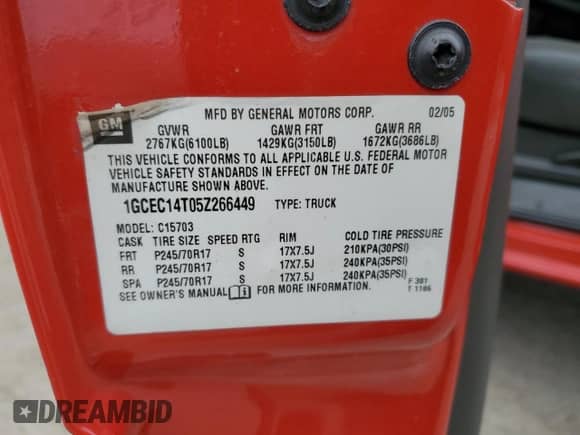 MFD BY GENERAL MOTORS CORP. 02/05
GM
GVWR GAWR FRT GAWR RR
2767KG(6100LB) 1429KG(3150LB) 1672KG(3686LB)
THIS VEHICLE CONFORMS TO ALL APPLICABLE U.S. FEDERAL MOTOR
VEHICLE SAFETY STANDARDS IN EFFECT ON THE DATE OF
MANUFACTURE SHOWN ABOVE.
1GCEC14T05Z266449 TYPE: TRUCK
MODEL: C15703
CASK TIRE SIZE SPEED RTG RIM COLD TIRE PRESSURE
FRT P245/70R17 S 17X7.5J 210KPA(30PSI)
RR P245/70R17 S 17X7.5J 240KPA(35PSI)
SPA P245/70R17 S 17X7.5J 240KPA(35PSI)
SEE OWNER'S MANUAL FOR MORE INFORMATION.
F 301
T 1186
DREAMBID